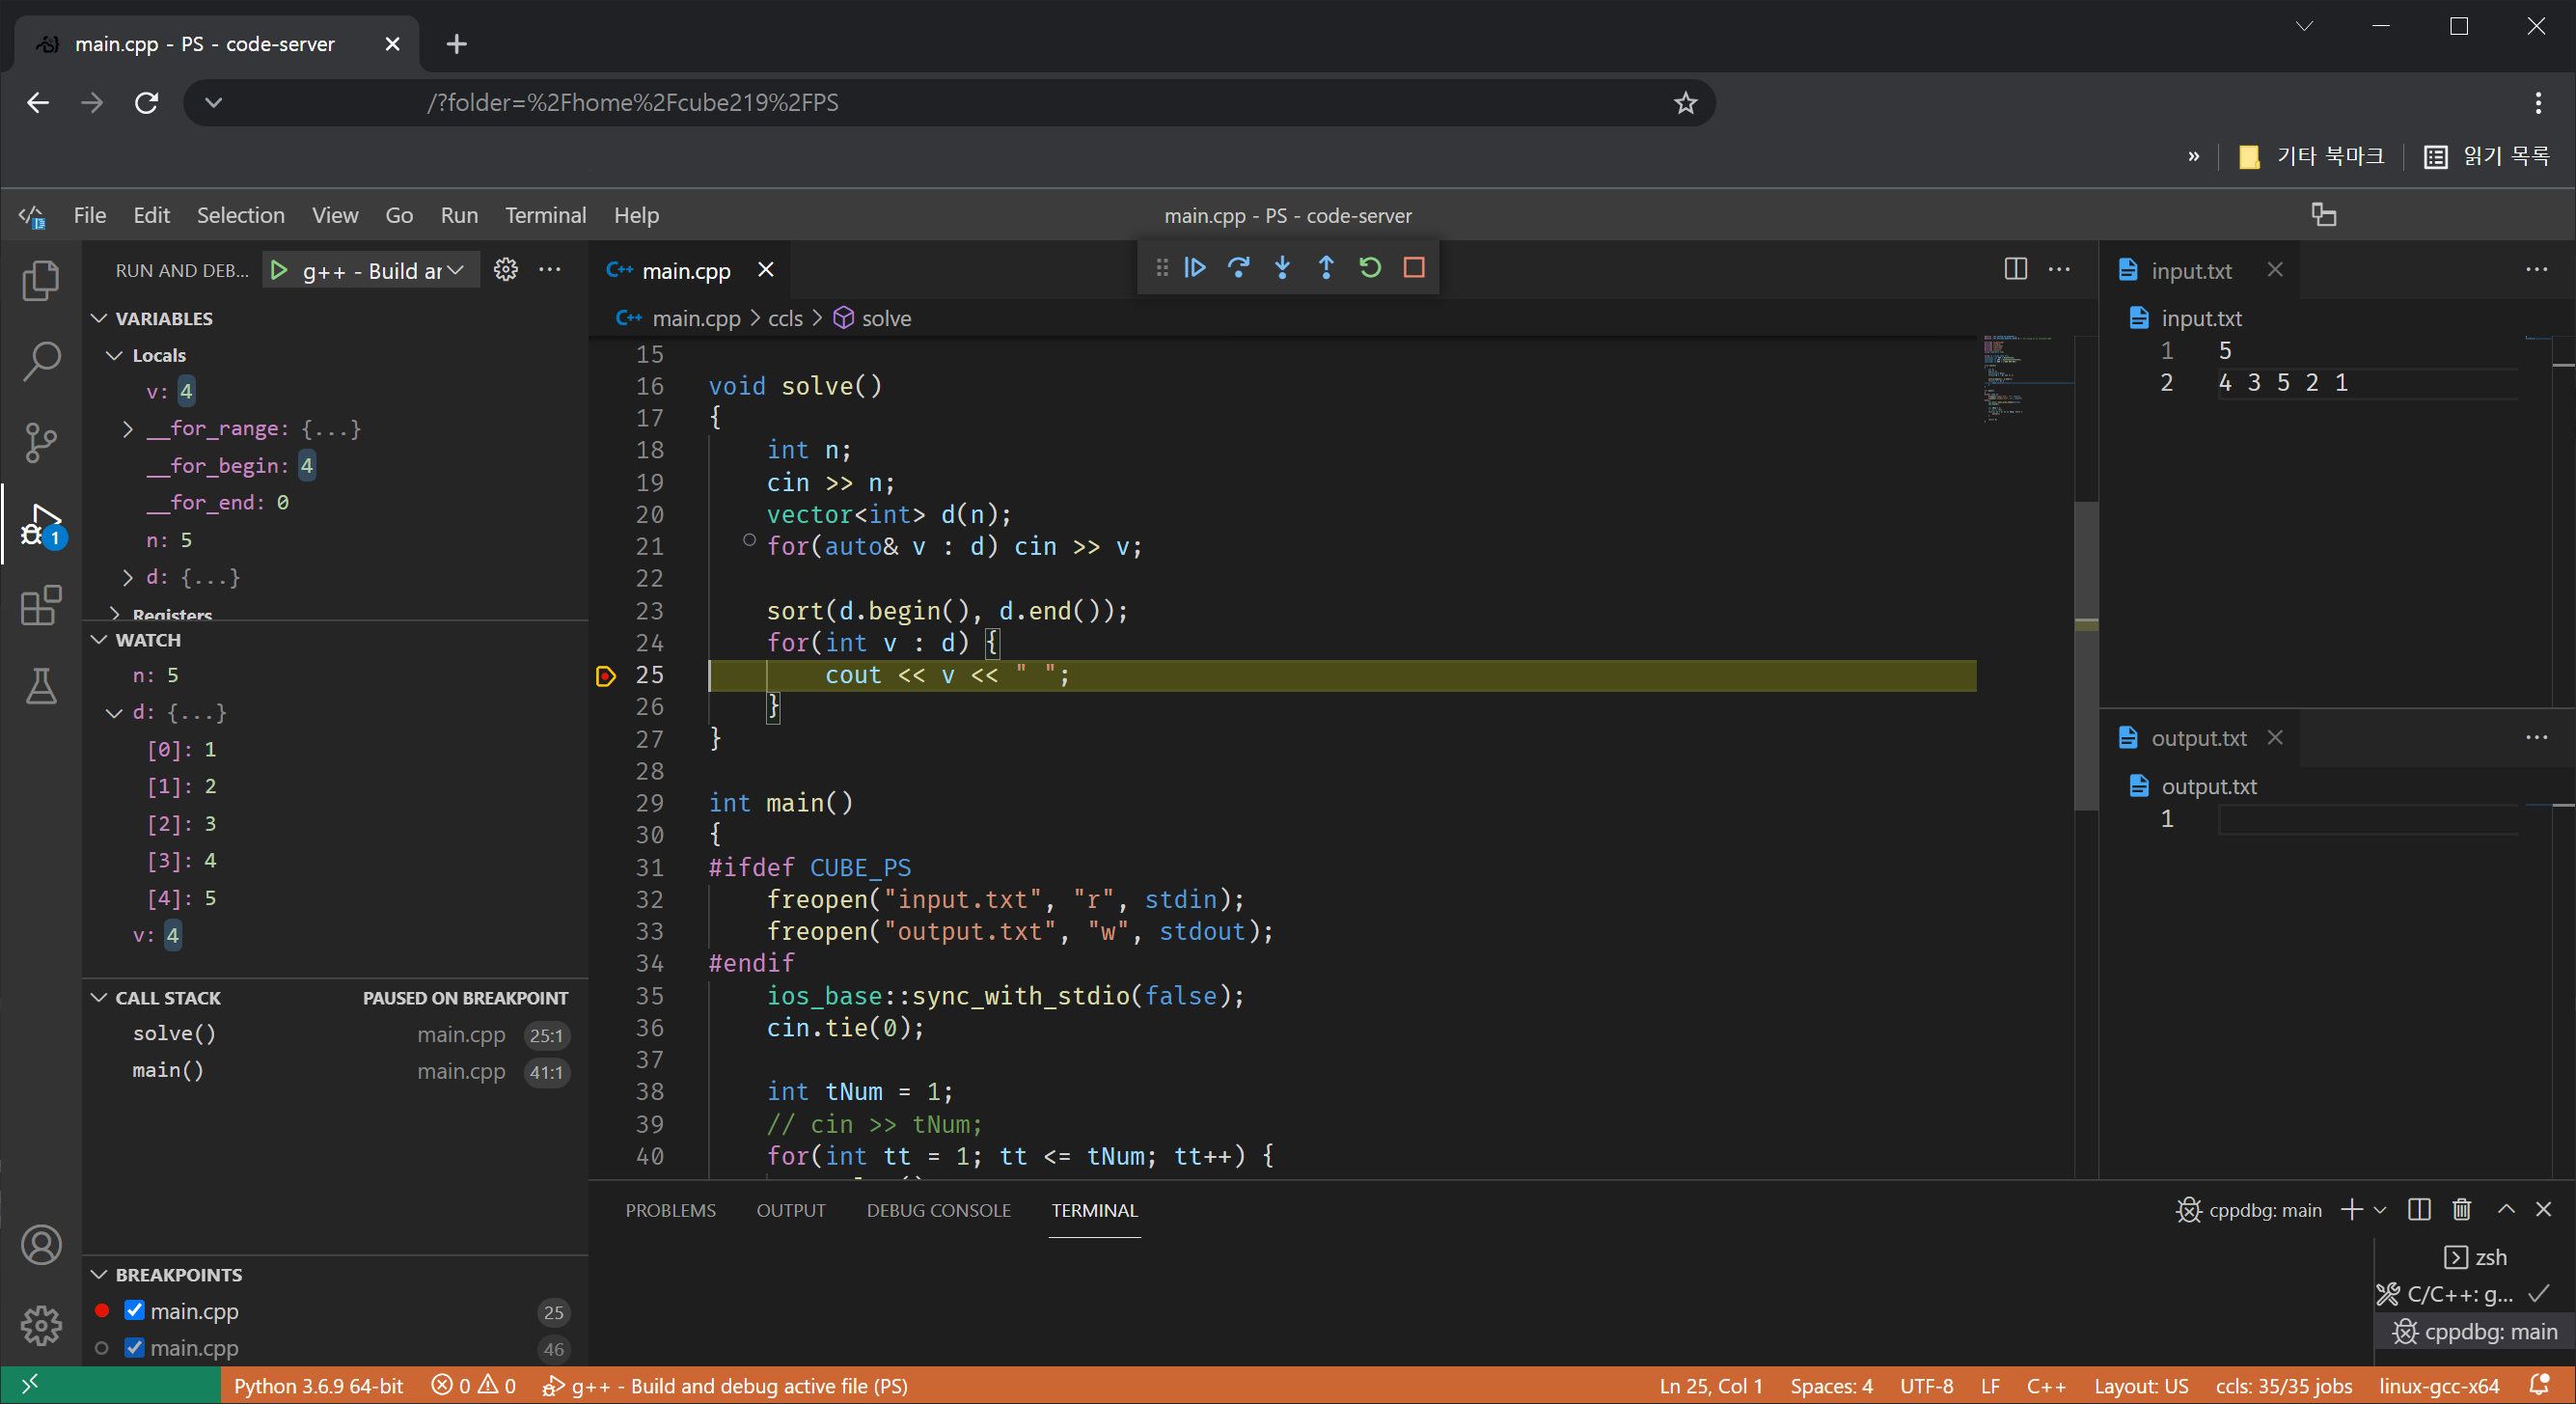 main.cpp - PS - code-server
/?folder=%2Fhome%2Fcube219%2FPS
» 기타 북마크 읽기 목록
File Edit Selection View Go Run Terminal Help
main.cpp - PS - code-server
RUN AND DEB... g++ - Build ar
VARIABLES
Locals
v: 4
__for_range: {...}
__for_begin: 4
__for_end: 0
n: 5
d: {...}
Registers
WATCH
n: 5
d: {...}
[0]: 1
[1]: 2
[2]: 3
[3]: 4
[4]: 5
v: 4
CALL STACK PAUSED ON BREAKPOINT
solve() main.cpp 25:1
main() main.cpp 41:1
BREAKPOINTS
main.cpp 25
main.cpp 46
1
main.cpp
main.cpp > ccls > solve
15
16 void solve()
17 {
18 int n;
19 cin >> n;
20 vector<int> d(n);
21 for(auto& v : d) cin >> v;
22
23 sort(d.begin(), d.end());
24 for(int v : d) {
25 cout << v << " ";
26 }
27 }
28
29 int main()
30 {
31 #ifdef CUBE_PS
32 freopen("input.txt", "r", stdin);
33 freopen("output.txt", "w", stdout);
34 #endif
35 ios_base::sync_with_stdio(false);
36 cin.tie(0);
37
38 int tNum = 1;
39 // cin >> tNum;
40 for(int tt = 1; tt <= tNum; tt++) {
input.txt
input.txt
1 5
2 4 3 5 2 1
output.txt
output.txt
1
PROBLEMS OUTPUT DEBUG CONSOLE TERMINAL
cppdbg: main
zsh
C/C++: g...
cppdbg: main
Python 3.6.9 64-bit 0 0 g++ - Build and debug active file (PS)
Ln 25, Col 1 Spaces: 4 UTF-8 LF C++ Layout: US ccls: 35/35 jobs linux-gcc-x64